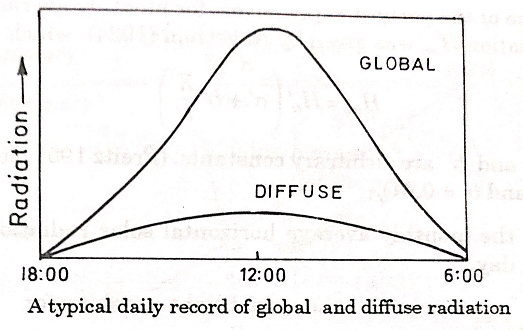 GLOBAL
Radiation
DIFFUSE
18:00 12:00 6:00
A typical daily record of global and diffuse radiation